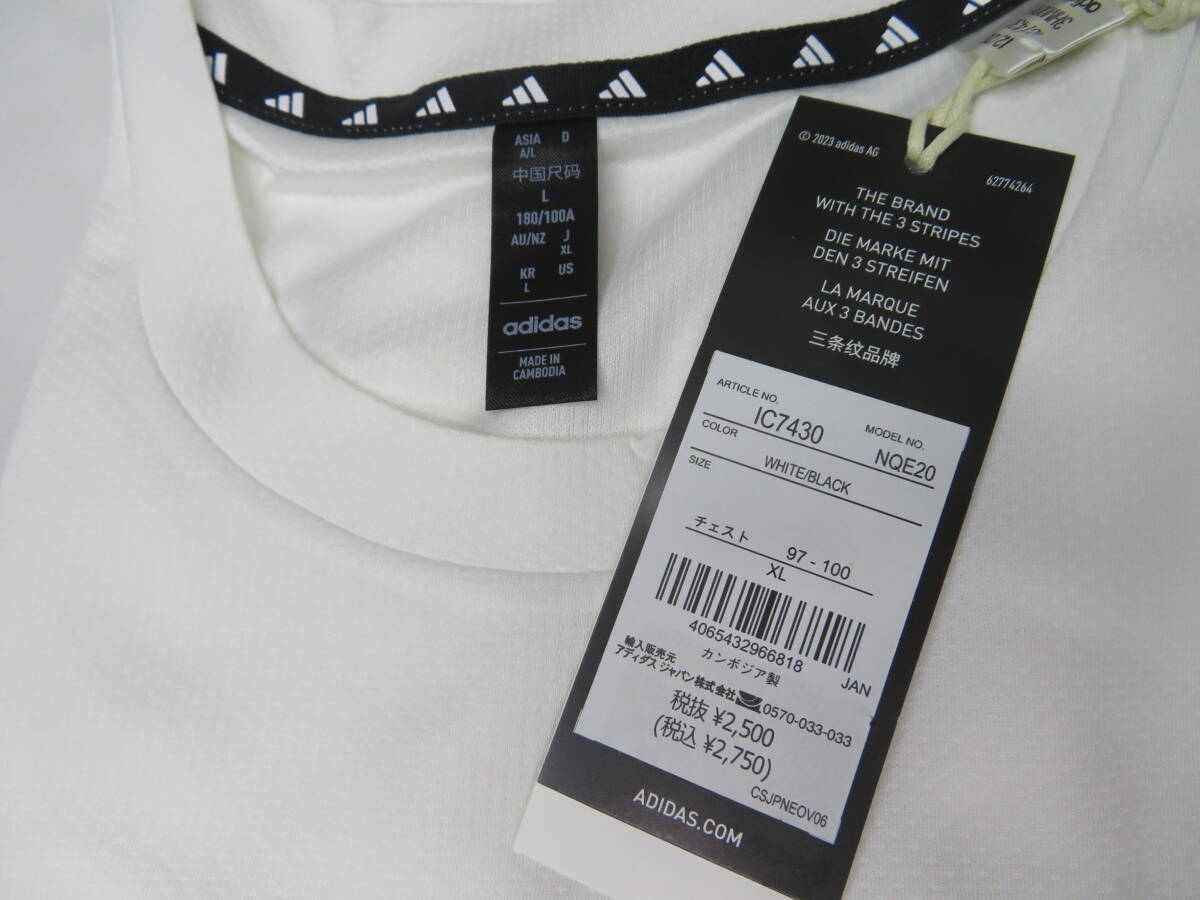 ASIA D
A/L
中国尺码
L
180/100A
AU/NZ J
XL
KR US
L
adidas
MADE IN
CAMBODIA
© 2023 adidas AG
62774264
THE BRAND
WITH THE 3 STRIPES
DIE MARKE MIT
DEN 3 STREIFEN
LA MARQUE
AUX 3 BANDES
三条纹品牌
ARTICLE NO. IC7430 MODEL NO. NQE20
COLOR WHITE/BLACK
SIZE
チェスト 97 - 100
XL
4065432966818 JAN
輸入販売元 カンボジア製
アディダス ジャパン株式会社 0570-033-033
税抜 ¥2,500
(税込 ¥2,750)
CSJPNEOV06
ADIDAS.COM